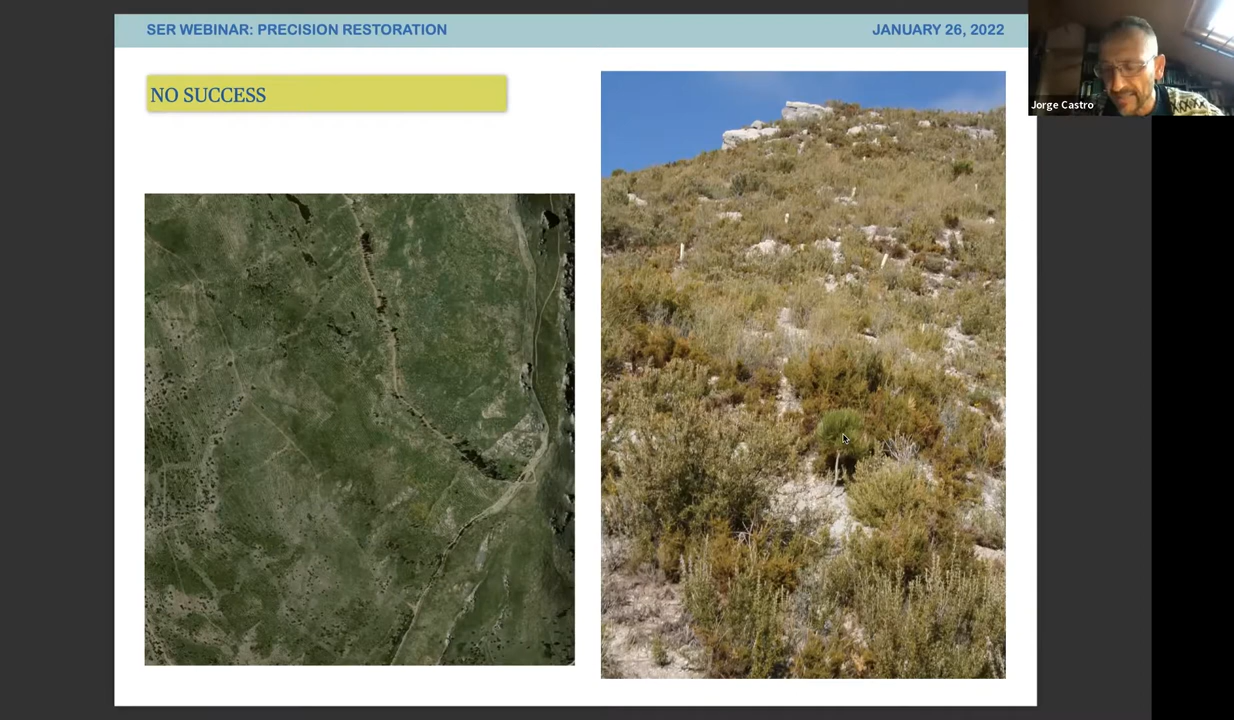 SER WEBINAR: PRECISION RESTORATION
JANUARY 26, 2022
NO SUCCESS
Jorge Castro